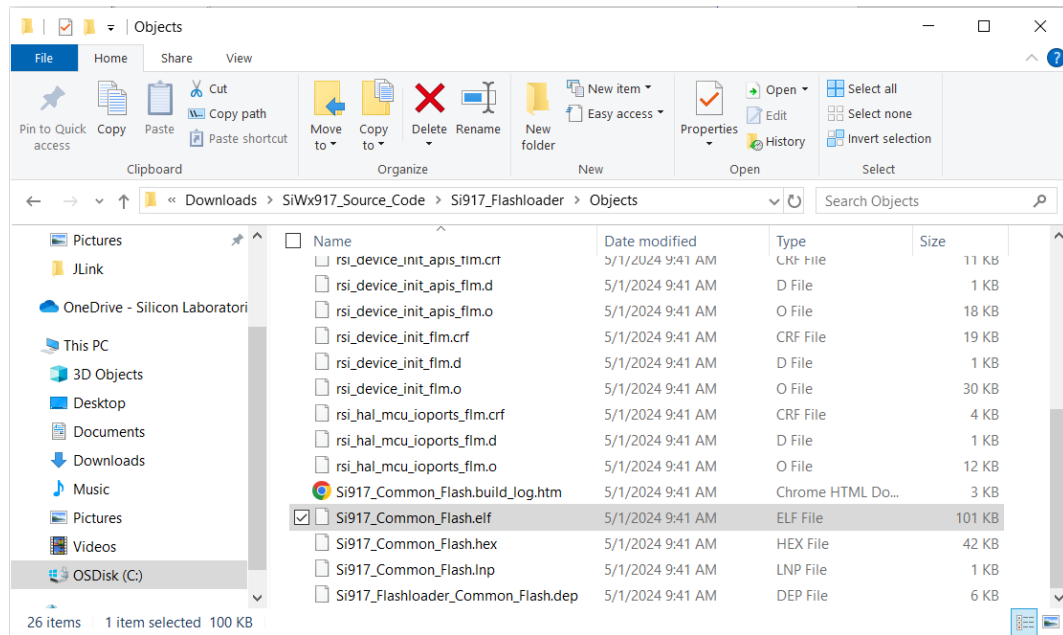 Objects
File Home Share View
Pin to Quick access
Copy
Paste
Cut
Copy path
Paste shortcut
Move to
Copy to
Delete
Rename
New folder
New item
Easy access
Properties
Open
Edit
History
Select all
Select none
Invert selection
Clipboard Organize New Open Select
« Downloads > SiWx917_Source_Code > Si917_Flashloader > Objects
Search Objects
Pictures
JLink
OneDrive - Silicon Laboratori
This PC
3D Objects
Desktop
Documents
Downloads
Music
Pictures
Videos
OSDisk (C:)
Name Date modified Type Size
rsi_device_init_apis_flm.crf 5/1/2024 9:41 AM CRF File 11 KB
rsi_device_init_apis_flm.d 5/1/2024 9:41 AM D File 1 KB
rsi_device_init_apis_flm.o 5/1/2024 9:41 AM O File 18 KB
rsi_device_init_flm.crf 5/1/2024 9:41 AM CRF File 19 KB
rsi_device_init_flm.d 5/1/2024 9:41 AM D File 1 KB
rsi_device_init_flm.o 5/1/2024 9:41 AM O File 30 KB
rsi_hal_mcu_ioports_flm.crf 5/1/2024 9:41 AM CRF File 4 KB
rsi_hal_mcu_ioports_flm.d 5/1/2024 9:41 AM D File 1 KB
rsi_hal_mcu_ioports_flm.o 5/1/2024 9:41 AM O File 12 KB
Si917_Common_Flash.build_log.htm 5/1/2024 9:41 AM Chrome HTML Do... 3 KB
Si917_Common_Flash.elf 5/1/2024 9:41 AM ELF File 101 KB
Si917_Common_Flash.hex 5/1/2024 9:41 AM HEX File 42 KB
Si917_Common_Flash.lnp 5/1/2024 9:41 AM LNP File 1 KB
Si917_Flashloader_Common_Flash.dep 5/1/2024 9:41 AM DEP File 6 KB
26 items 1 item selected 100 KB